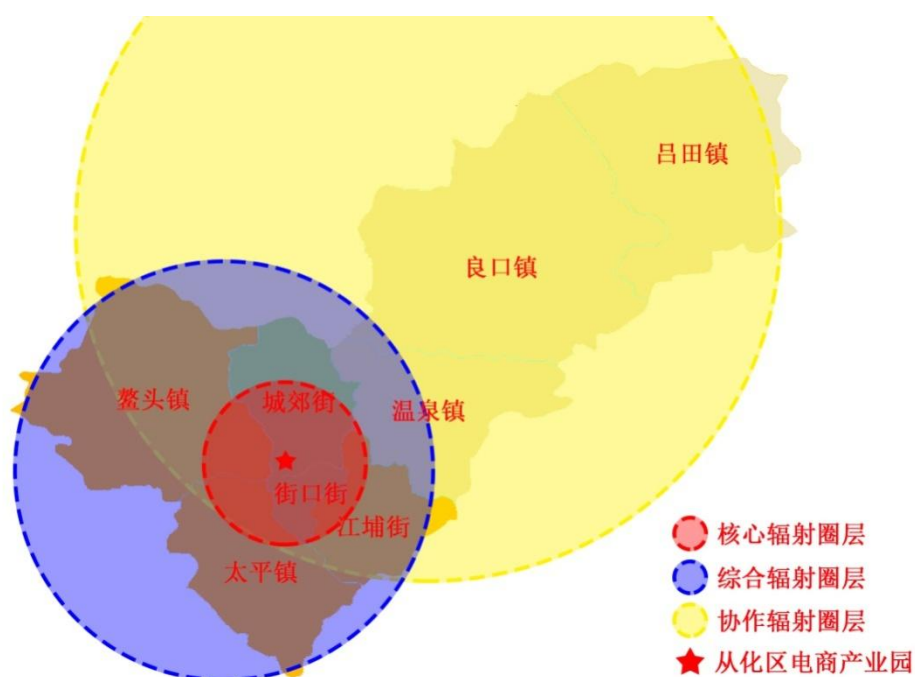 吕田镇
良口镇
鳌头镇
城郊街
温泉镇
街口街
江埔街
太平镇
核心辐射圈层
综合辐射圈层
协作辐射圈层
从化区电商产业园